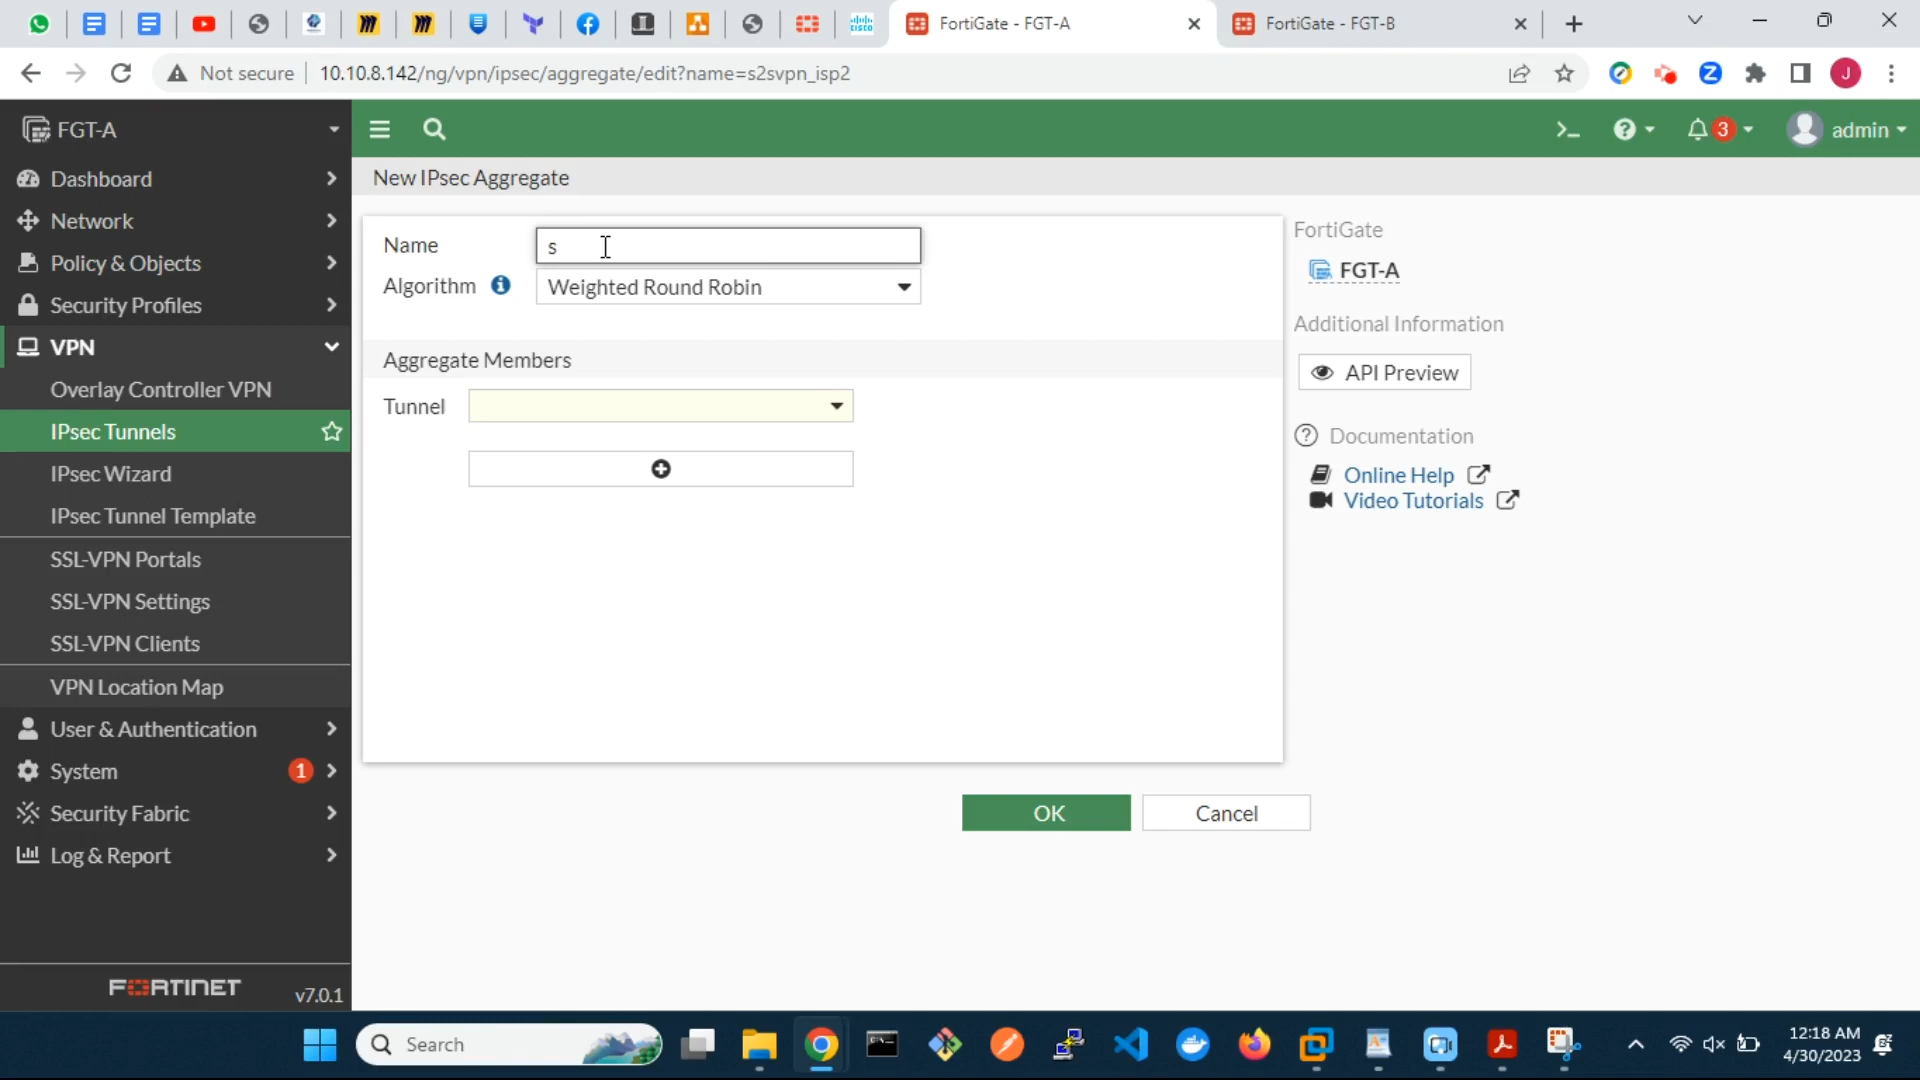 FortiGate - FGT-A
FortiGate - FGT-B
Not secure
10.10.8.142/ng/vpn/ipsec/aggregate/edit?name=s2svpn_isp2
FGT-A
3
admin
Dashboard
Network
Policy & Objects
Security Profiles
VPN
Overlay Controller VPN
IPsec Tunnels
IPsec Wizard
IPsec Tunnel Template
SSL-VPN Portals
SSL-VPN Settings
SSL-VPN Clients
VPN Location Map
User & Authentication
System
1
Security Fabric
Log & Report
FORTINET
v7.0.1
New IPsec Aggregate
Name
s
Algorithm
Weighted Round Robin
Aggregate Members
Tunnel
OK
Cancel
FortiGate
FGT-A
Additional Information
API Preview
Documentation
Online Help
Video Tutorials
Search
12:18 AM
4/30/2023